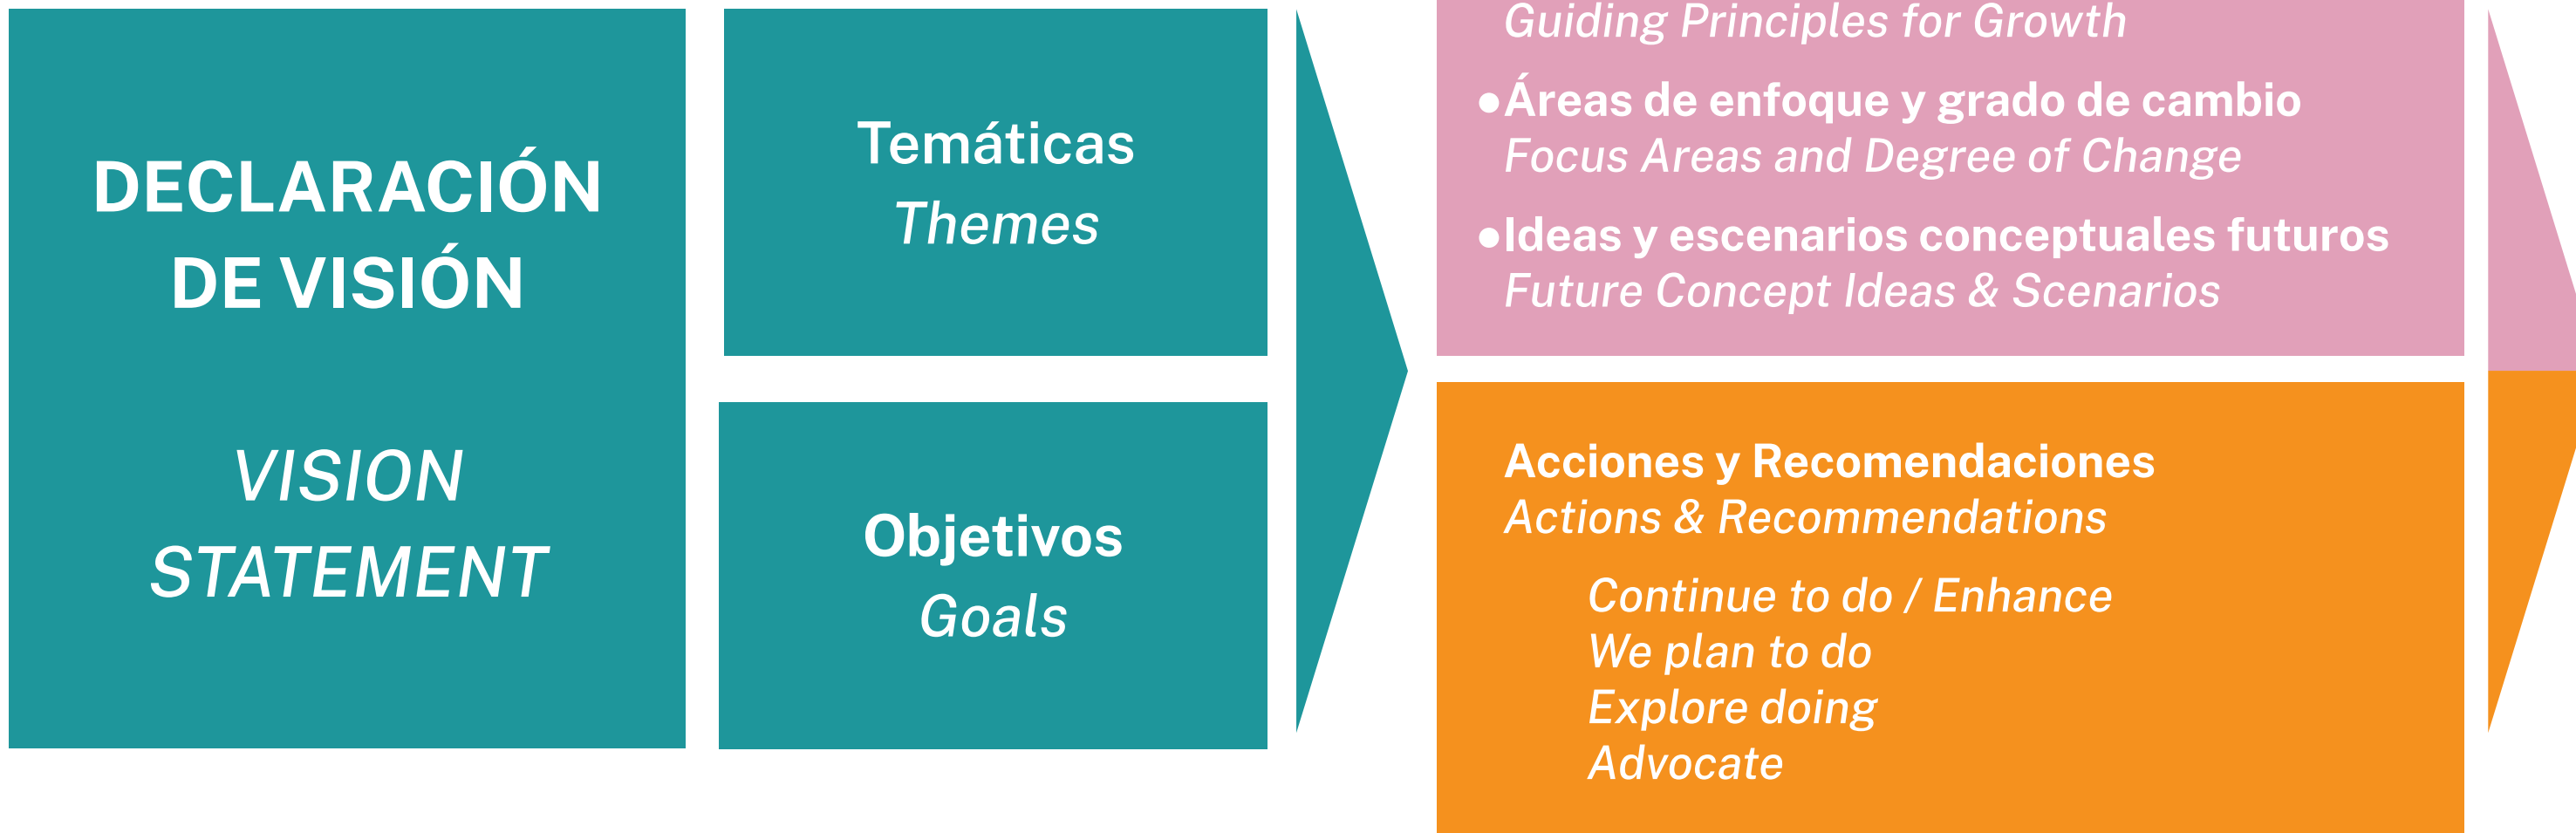 DECLARACIÓN
DE VISIÓN
VISION
STATEMENT
Temáticas
Themes
Objetivos
Goals
Guiding Principles for Growth
•Áreas de enfoque y grado de cambio
Focus Areas and Degree of Change
•Ideas y escenarios conceptuales futuros
Future Concept Ideas & Scenarios
Acciones y Recomendaciones
Actions & Recommendations
Continue to do / Enhance
We plan to do
Explore doing
Advocate